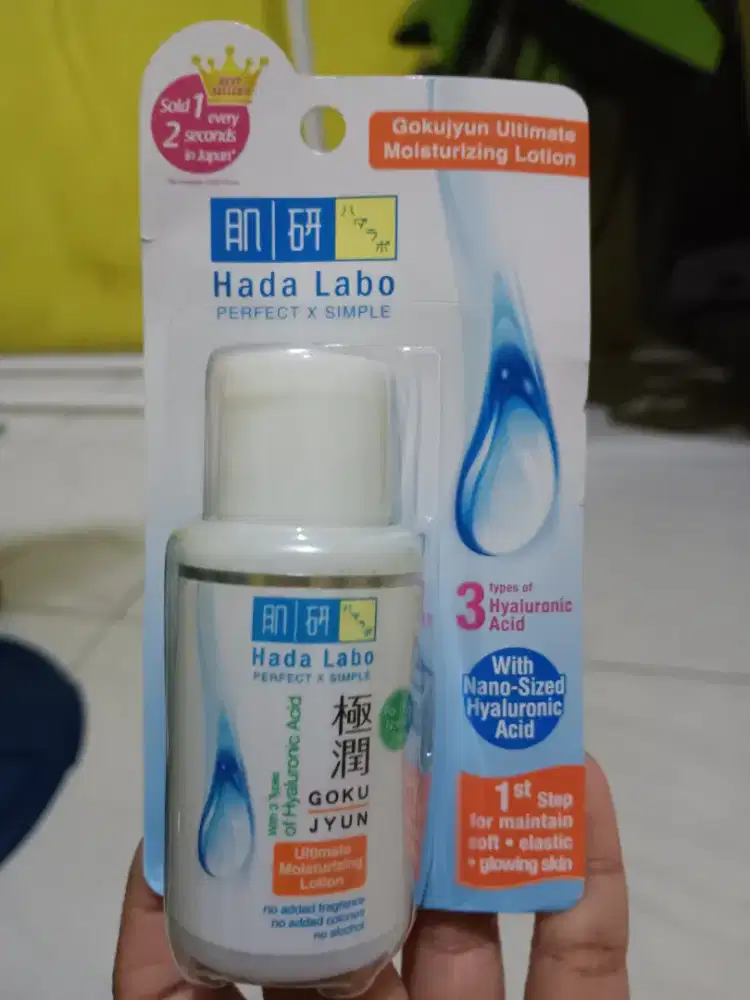 BEST
SELLER
Sold 1 every
2 seconds
in Japan*
Gokujyun Ultimate
Moisturizing Lotion
肌研
ハダラボ
Hada Labo
PERFECT X SIMPLE
3 types of
Hyaluronic
Acid
With
Nano-Sized
Hyaluronic
Acid
1st Step
for maintain
soft • elastic
• glowing skin
肌研
ハダラボ
Hada Labo
PERFECT X SIMPLE
With 3 Types
of Hyaluronic Acid
極潤
GOKU
JYUN
Ultimate
Moisturizing
Lotion
no added fragrance
no added colorant
no alcohol